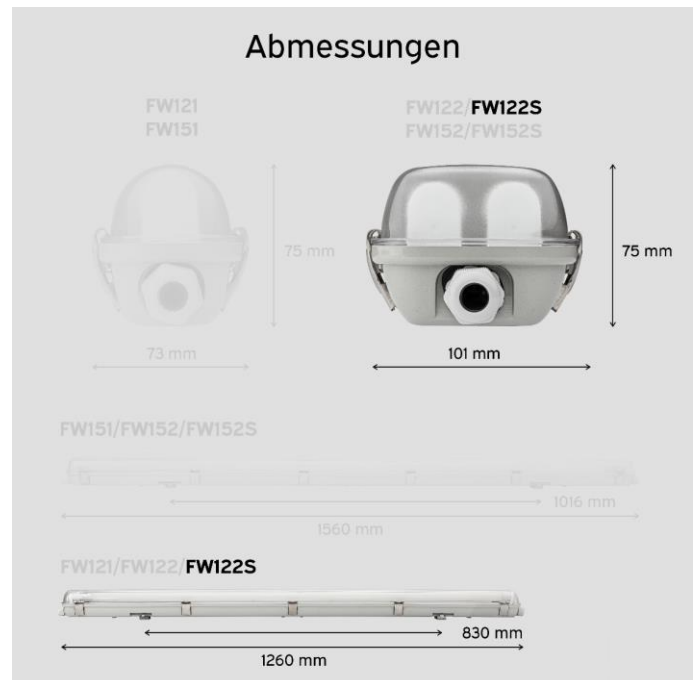 Abmessungen
FW121
FW151
FW122/FW122S
FW152/FW152S
75 mm
75 mm
73 mm
101 mm
FW151/FW152/FW152S
1016 mm
1560 mm
FW121/FW122/FW122S
830 mm
1260 mm